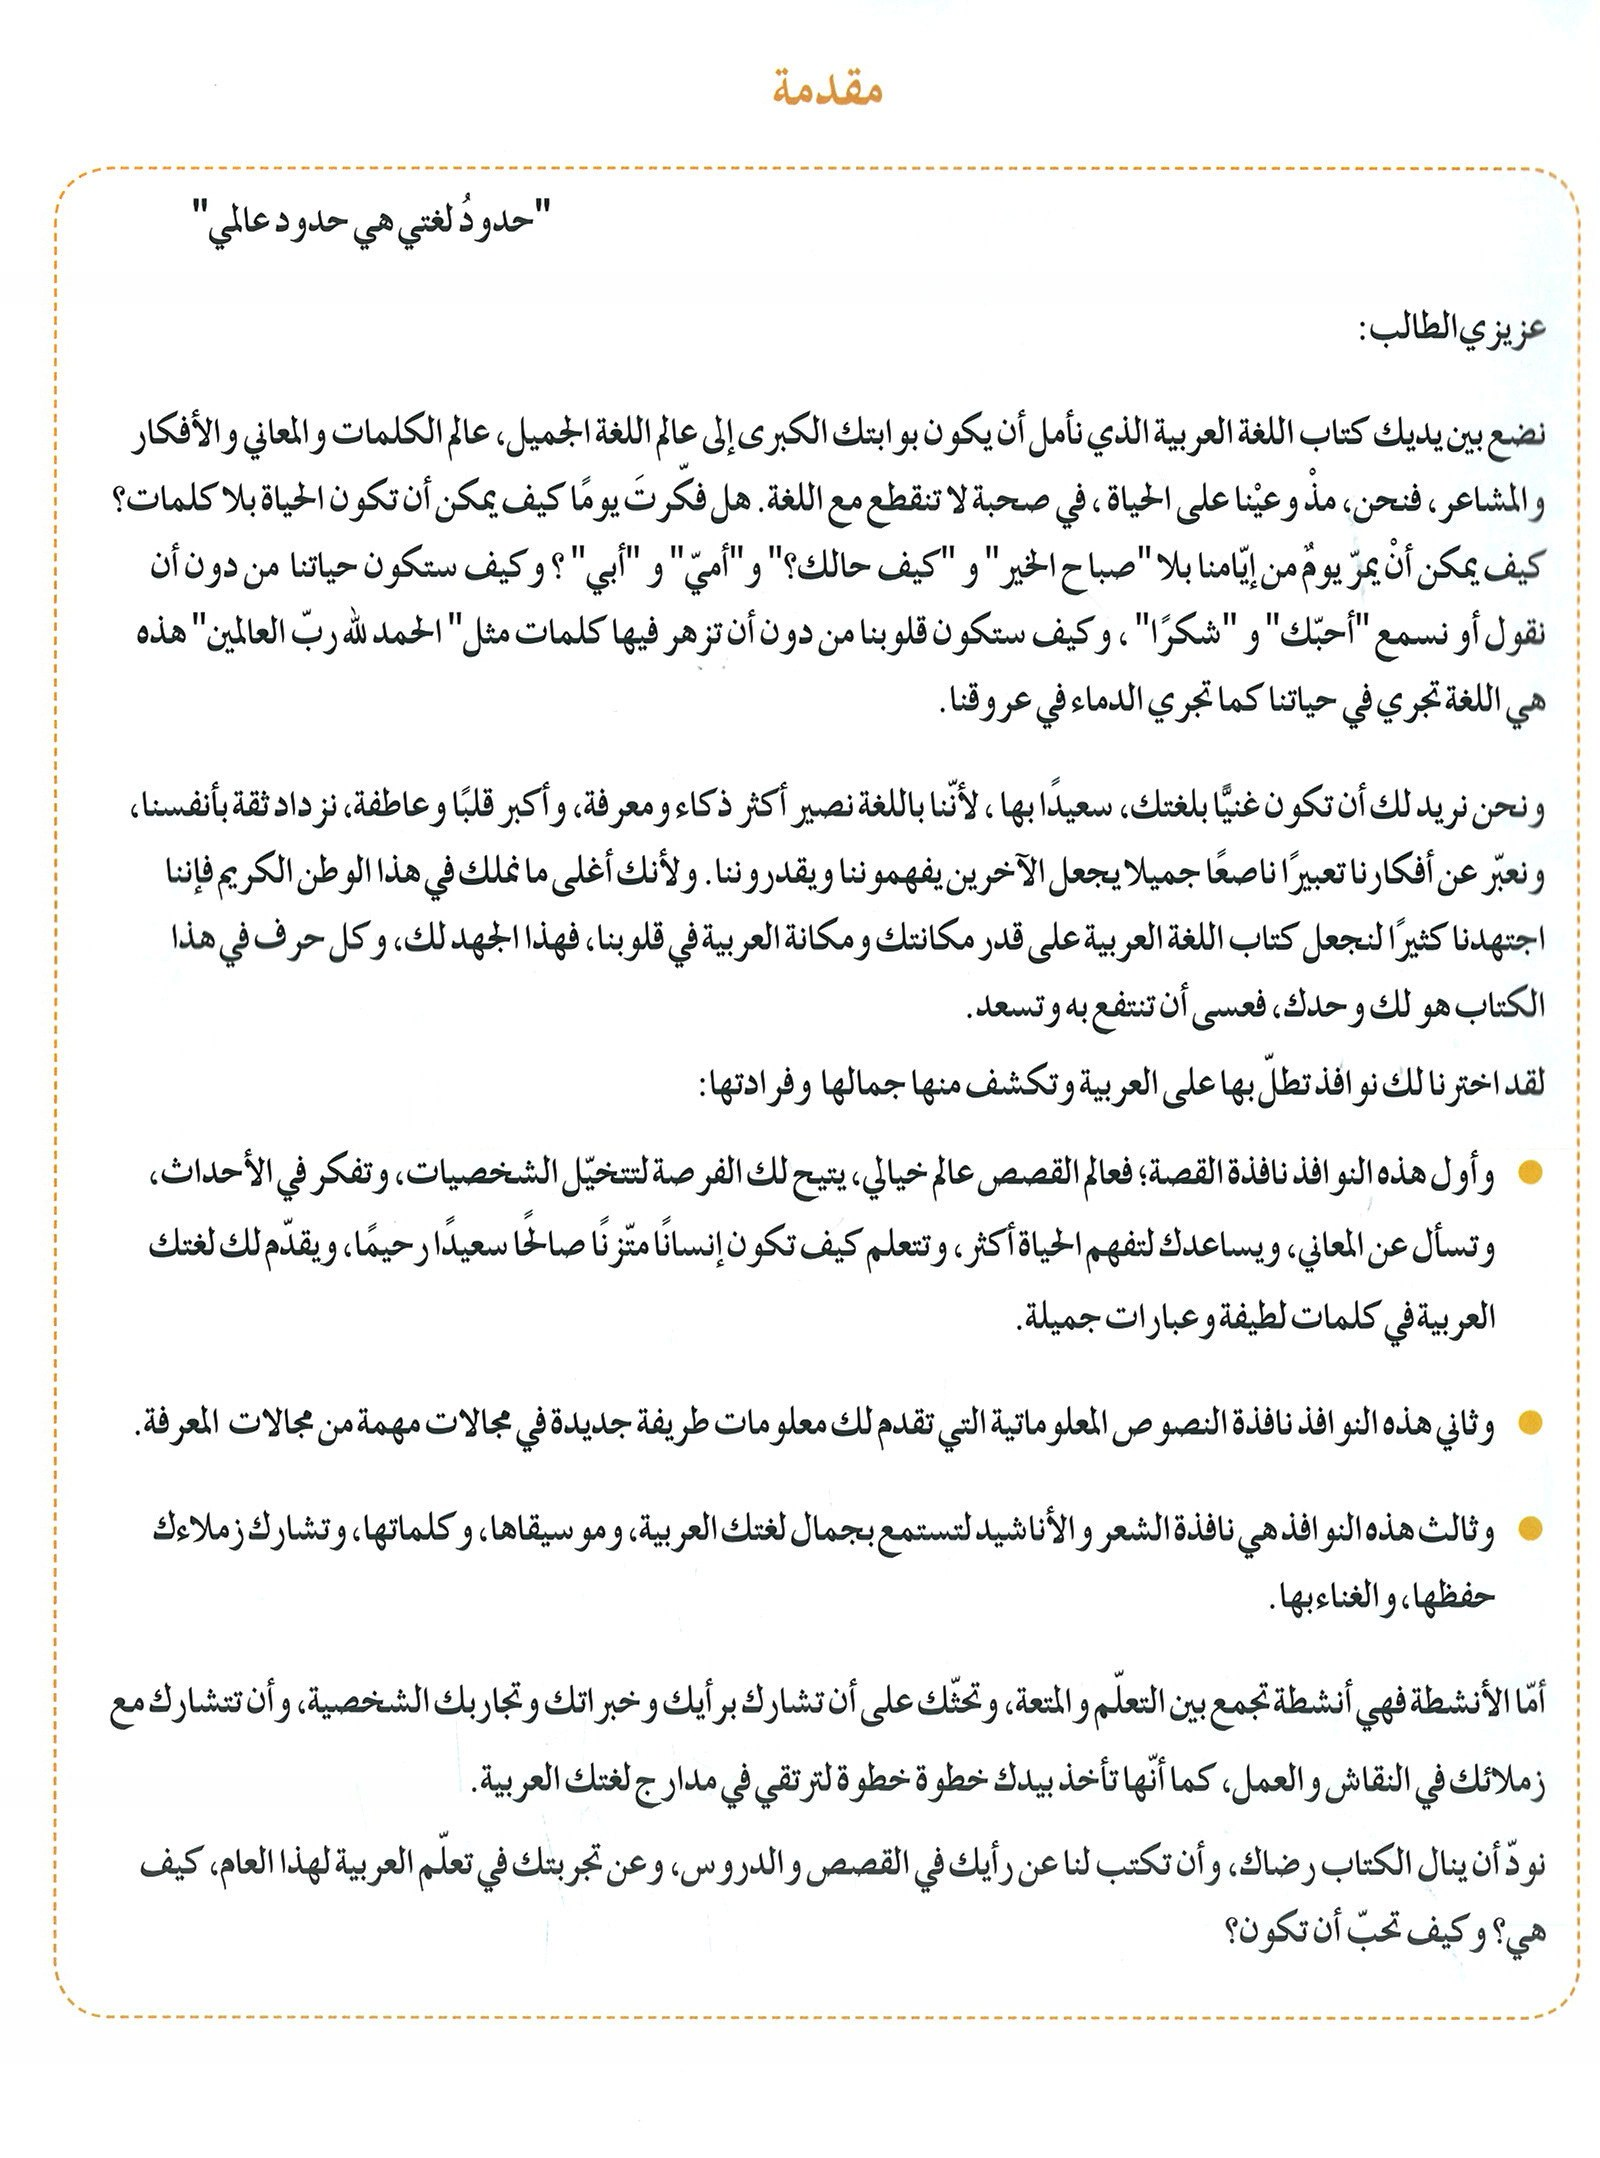 مقدمة
"حدودُ لغتي هي حدود عالمي"
عزيزي الطالب:
نضع بين يديك كتاب اللغة العربية الذي نأمل أن يكون بوابتك الكبرى إلى عالم اللغة الجميل، عالم الكلمات والمعاني والأفكار
والمشاعر، فنحن، مذْ وعيْنا على الحياة، في صحبة لا تنقطع مع اللغة. هل فكّرتَ يومًا كيف يمكن أن تكون الحياة بلا كلمات؟
كيف يمكن أنْ يمرّ يومٌ من إيّامنا بلا "صباح الخير" و "كيف حالك؟" و"أميّ" و "أبي"؟ وكيف ستكون حياتنا من دون أن
نقول أو نسمع "أحبّك" و "شكرًا"، وكيف ستكون قلوبنا من دون أن تزهر فيها كلمات مثل" الحمد لله ربّ العالمين" هذه
هي اللغة تجري في حياتنا كما تجري الدماء في عروقنا.
ونحن نريد لك أن تكون غنيًّا بلغتك، سعيدًا بها، لأنّنا باللغة نصير أكثر ذكاء ومعرفة، وأكبر قلبًا وعاطفة، نزداد ثقة بأنفسنا،
ونعبّر عن أفكارنا تعبيرًا ناصعًا جميلا يجعل الآخرين يفهموننا ويقدروننا. ولأنك أغلى ما نملك في هذا الوطن الكريم فإننا
اجتهدنا كثيرًا لنجعل كتاب اللغة العربية على قدر مكانتك ومكانة العربية في قلوبنا، فهذا الجهد لك، وكل حرف في هذا
الكتاب هو لك وحدك، فعسى أن تنتفع به وتسعد.
لقد اخترنا لك نوافذ تطلّ بها على العربية وتكشف منها جمالها وفرادتها:
● وأول هذه النوافذ نافذة القصة؛ فعالم القصص عالم خيالي، يتيح لك الفرصة لتتخيّل الشخصيات، وتفكر في الأحداث،
وتسأل عن المعاني، ويساعدك لتفهم الحياة أكثر، وتتعلم كيف تكون إنسانًا متّزنًا صالحًا سعيدًا رحيمًا، ويقدّم لك لغتك
العربية في كلمات لطيفة وعبارات جميلة.
● وثاني هذه النوافذ نافذة النصوص المعلوماتية التي تقدم لك معلومات طريفة جديدة في مجالات مهمة من مجالات المعرفة.
● وثالث هذه النوافذ هي نافذة الشعر والأناشيد لتستمع بجمال لغتك العربية، وموسيقاها، وكلماتها، وتشارك زملاءك
حفظها، والغناء بها.
أمّا الأنشطة فهي أنشطة تجمع بين التعلّم والمتعة، وتحثّك على أن تشارك برأيك وخبراتك وتجاربك الشخصية، وأن تتشارك مع
زملائك في النقاش والعمل، كما أنّها تأخذ بيدك خطوة خطوة لترتقي في مدارج لغتك العربية.
نودّ أن ينال الكتاب رضاك، وأن تكتب لنا عن رأيك في القصص والدروس، وعن تجربتك في تعلّم العربية لهذا العام، كيف
هي؟ وكيف تحبّ أن تكون؟